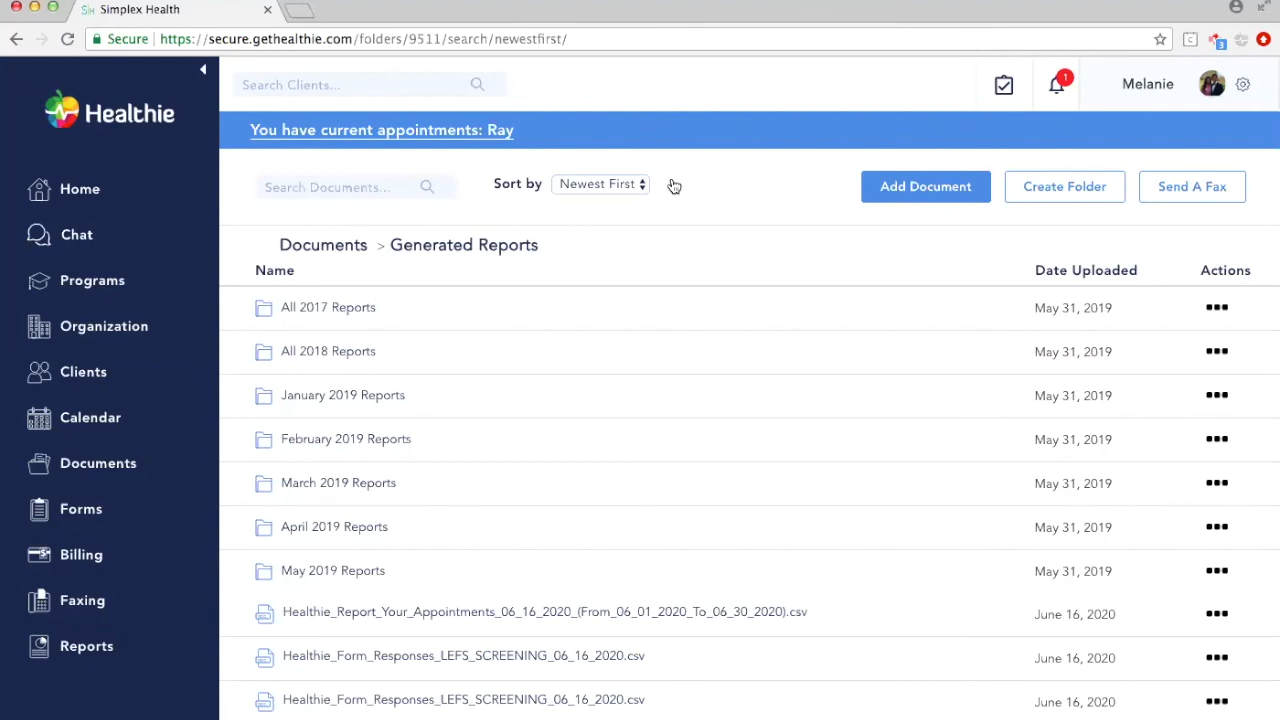 Simplex Health
Secure https://secure.gethealthie.com/folders/9511/search/newestfirst/
3
Healthie
Search Clients...
1
Melanie
You have current appointments: Ray
Search Documents...
Sort by
Newest First
Add Document
Create Folder
Send A Fax
Home
Chat
Programs
Organization
Clients
Calendar
Documents
Forms
Billing
Faxing
Reports
Documents > Generated Reports
Name Date Uploaded Actions
All 2017 Reports May 31, 2019
All 2018 Reports May 31, 2019
January 2019 Reports May 31, 2019
February 2019 Reports May 31, 2019
March 2019 Reports May 31, 2019
April 2019 Reports May 31, 2019
May 2019 Reports May 31, 2019
Healthie_Report_Your_Appointments_06_16_2020_(From_06_01_2020_To_06_30_2020).csv June 16, 2020
Healthie_Form_Responses_LEFS_SCREENING_06_16_2020.csv June 16, 2020
Healthie_Form_Responses_LEFS_SCREENING_06_16_2020.csv June 16, 2020